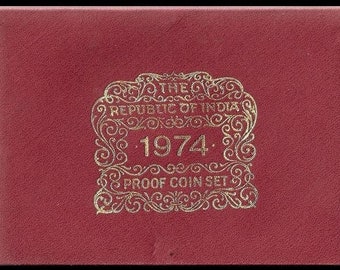 THE
REPUBLIC OF INDIA
· 1974 ·
PROOF COIN SET